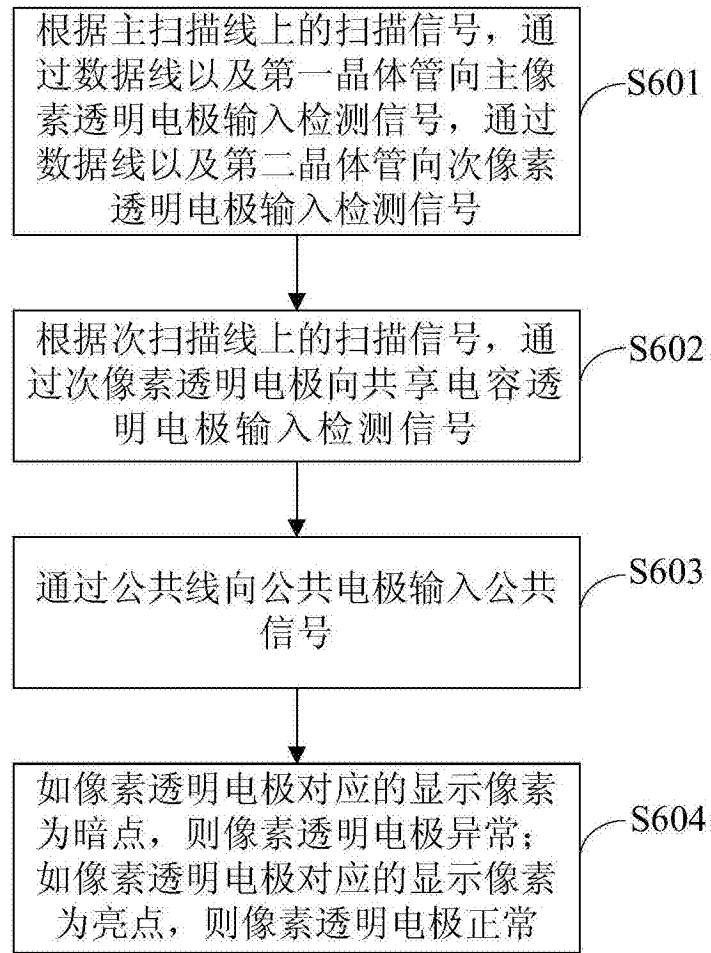 根据主扫描线上的扫描信号，通
过数据线以及第一晶体管向主像
素透明电极输入检测信号，通过
数据线以及第二晶体管向次像素
透明电极输入检测信号
S601
根据次扫描线上的扫描信号，通
过次像素透明电极向共享电容透
明电极输入检测信号
S602
通过公共线向公共电极输入公共
信号
S603
如像素透明电极对应的显示像素
为暗点，则像素透明电极异常；
如像素透明电极对应的显示像素
为亮点，则像素透明电极正常
S604